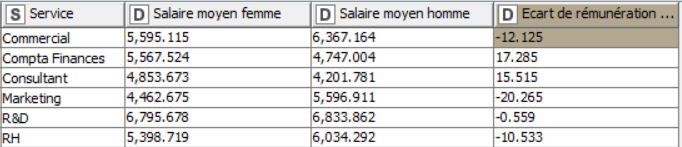 S Service D Salaire moyen femme D Salaire moyen homme D Ecart de rémunération ...
Commercial 5,595.115 6,367.164 -12.125
Compta Finances 5,567.524 4,747.004 17.285
Consultant 4,853.673 4,201.781 15.515
Marketing 4,462.675 5,596.911 -20.265
R&D 6,795.678 6,833.862 -0.559
RH 5,398.719 6,034.292 -10.533